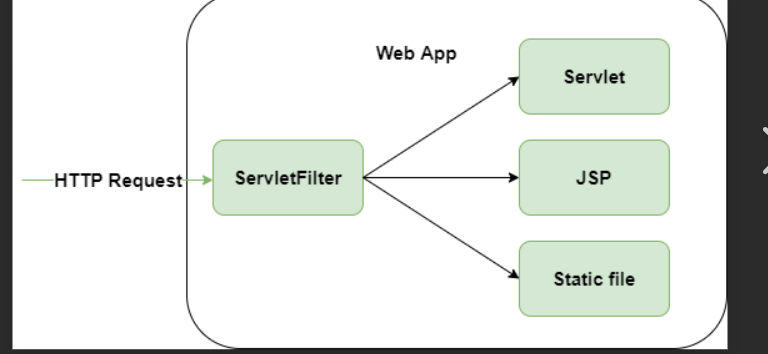 Web App
Servlet
HTTP Request
ServletFilter
JSP
Static file